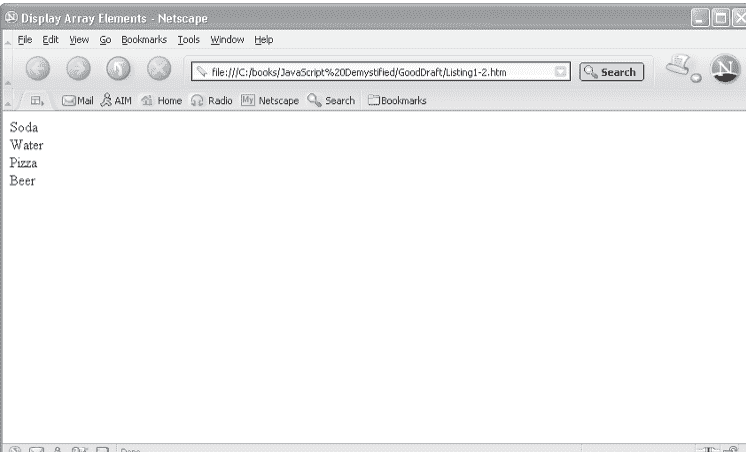 Display Array Elements - Netscape
File Edit View Go Bookmarks Tools Window Help
file:///C:/books/JavaScript%20Demystified/GoodDraft/Listing1-2.htm Search N
Mail AIM Home Radio My Netscape Search Bookmarks
Soda
Water
Pizza
Beer